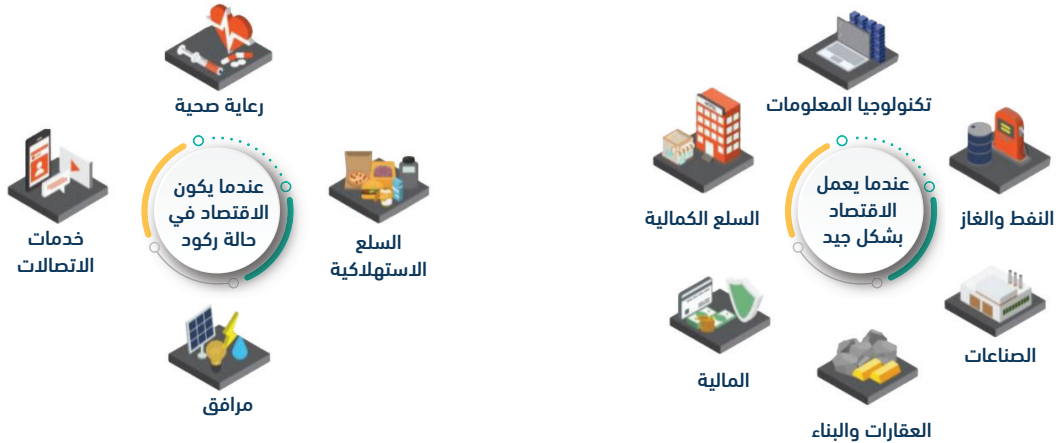 تكنولوجيا المعلومات
النفط والغاز
السلع الكمالية
عندما يعمل
الاقتصاد
بشكل جيد
الصناعات
المالية
العقارات والبناء
رعاية صحية
السلع
الاستهلاكية
عندما يكون
الاقتصاد في
حالة ركود
خدمات
الاتصالات
مرافق